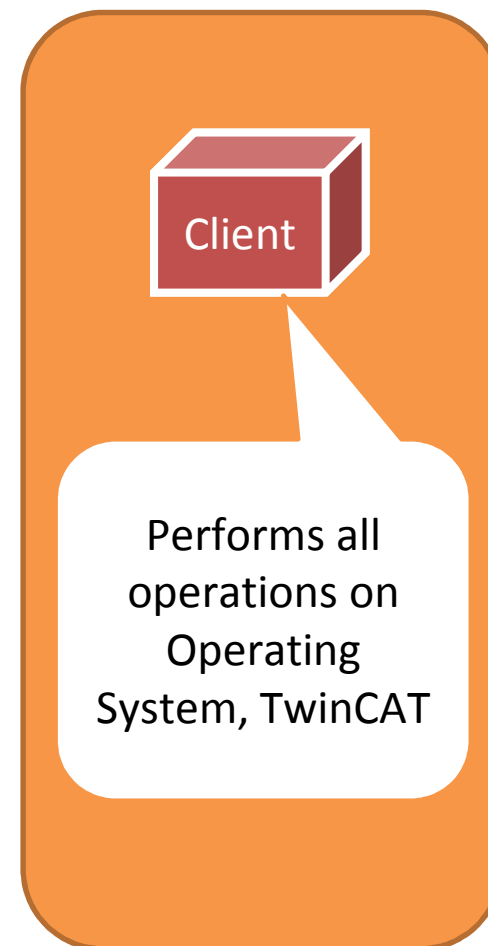 Client
Performs all
operations on
Operating
System, TwinCAT